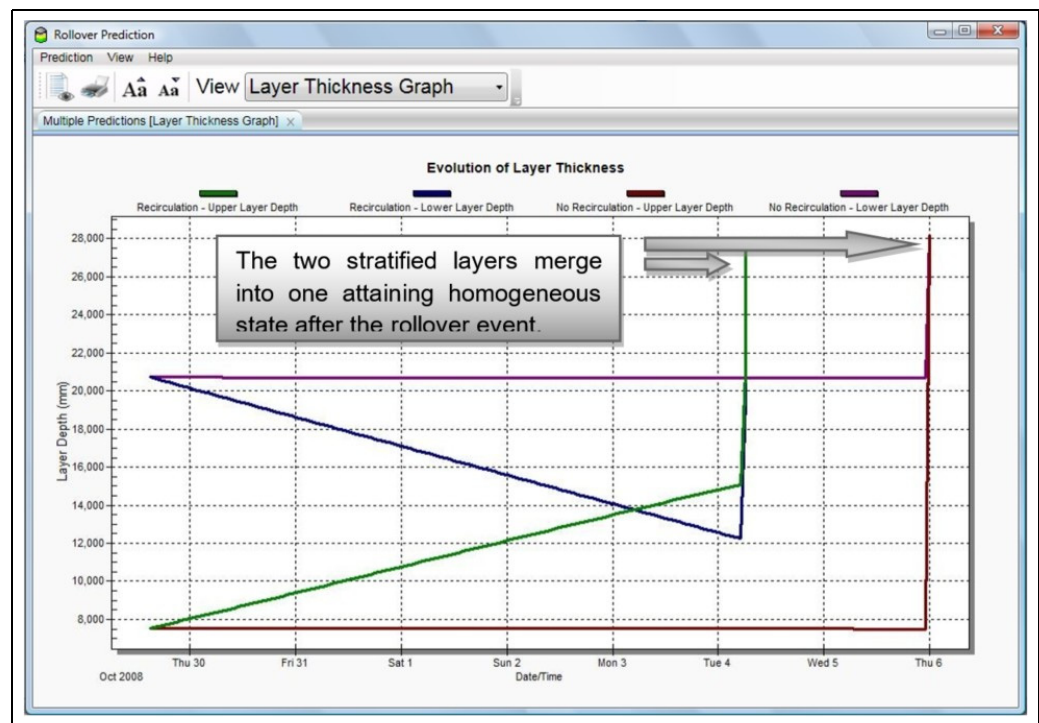 Rollover Prediction
Prediction View Help
Aa Aa View Layer Thickness Graph
Multiple Predictions [Layer Thickness Graph]
Evolution of Layer Thickness
Recirculation - Upper Layer Depth Recirculation - Lower Layer Depth No Recirculation - Upper Layer Depth No Recirculation - Lower Layer Depth
The two stratified layers merge
into one attaining homogeneous
state after the rollover event.
28,000
26,000
24,000
22,000
20,000
18,000
16,000
14,000
12,000
10,000
8,000
Layer Depth (mm)
Thu 30 Fri 31 Sat 1 Sun 2 Mon 3 Tue 4 Wed 5 Thu 6
Oct 2008
Date/Time